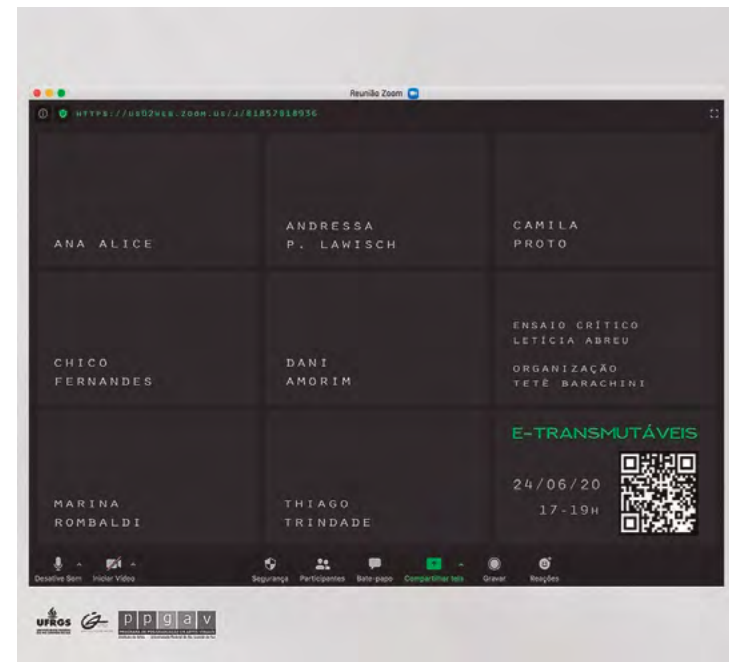 Reunião Zoom
HTTPS://US02WEB.ZOOM.US/J/81857918936
ANA ALICE
ANDRESSA
P. LAWISCH
CAMILA
PROTO
CHICO
FERNANDES
DANI
AMORIM
ENSAIO CRÍTICO
LETÍCIA ABREU
ORGANIZAÇÃO
TETÊ BARACHINI
MARINA
ROMBALDI
THIAGO
TRINDADE
E-TRANSMUTÁVEIS
24/06/20
17-19H
Desative Som
Iniciar Vídeo
Segurança
Participantes
Bate-papo
Compartilhar tela
Gravar
Reações
UFRGS
ppgav